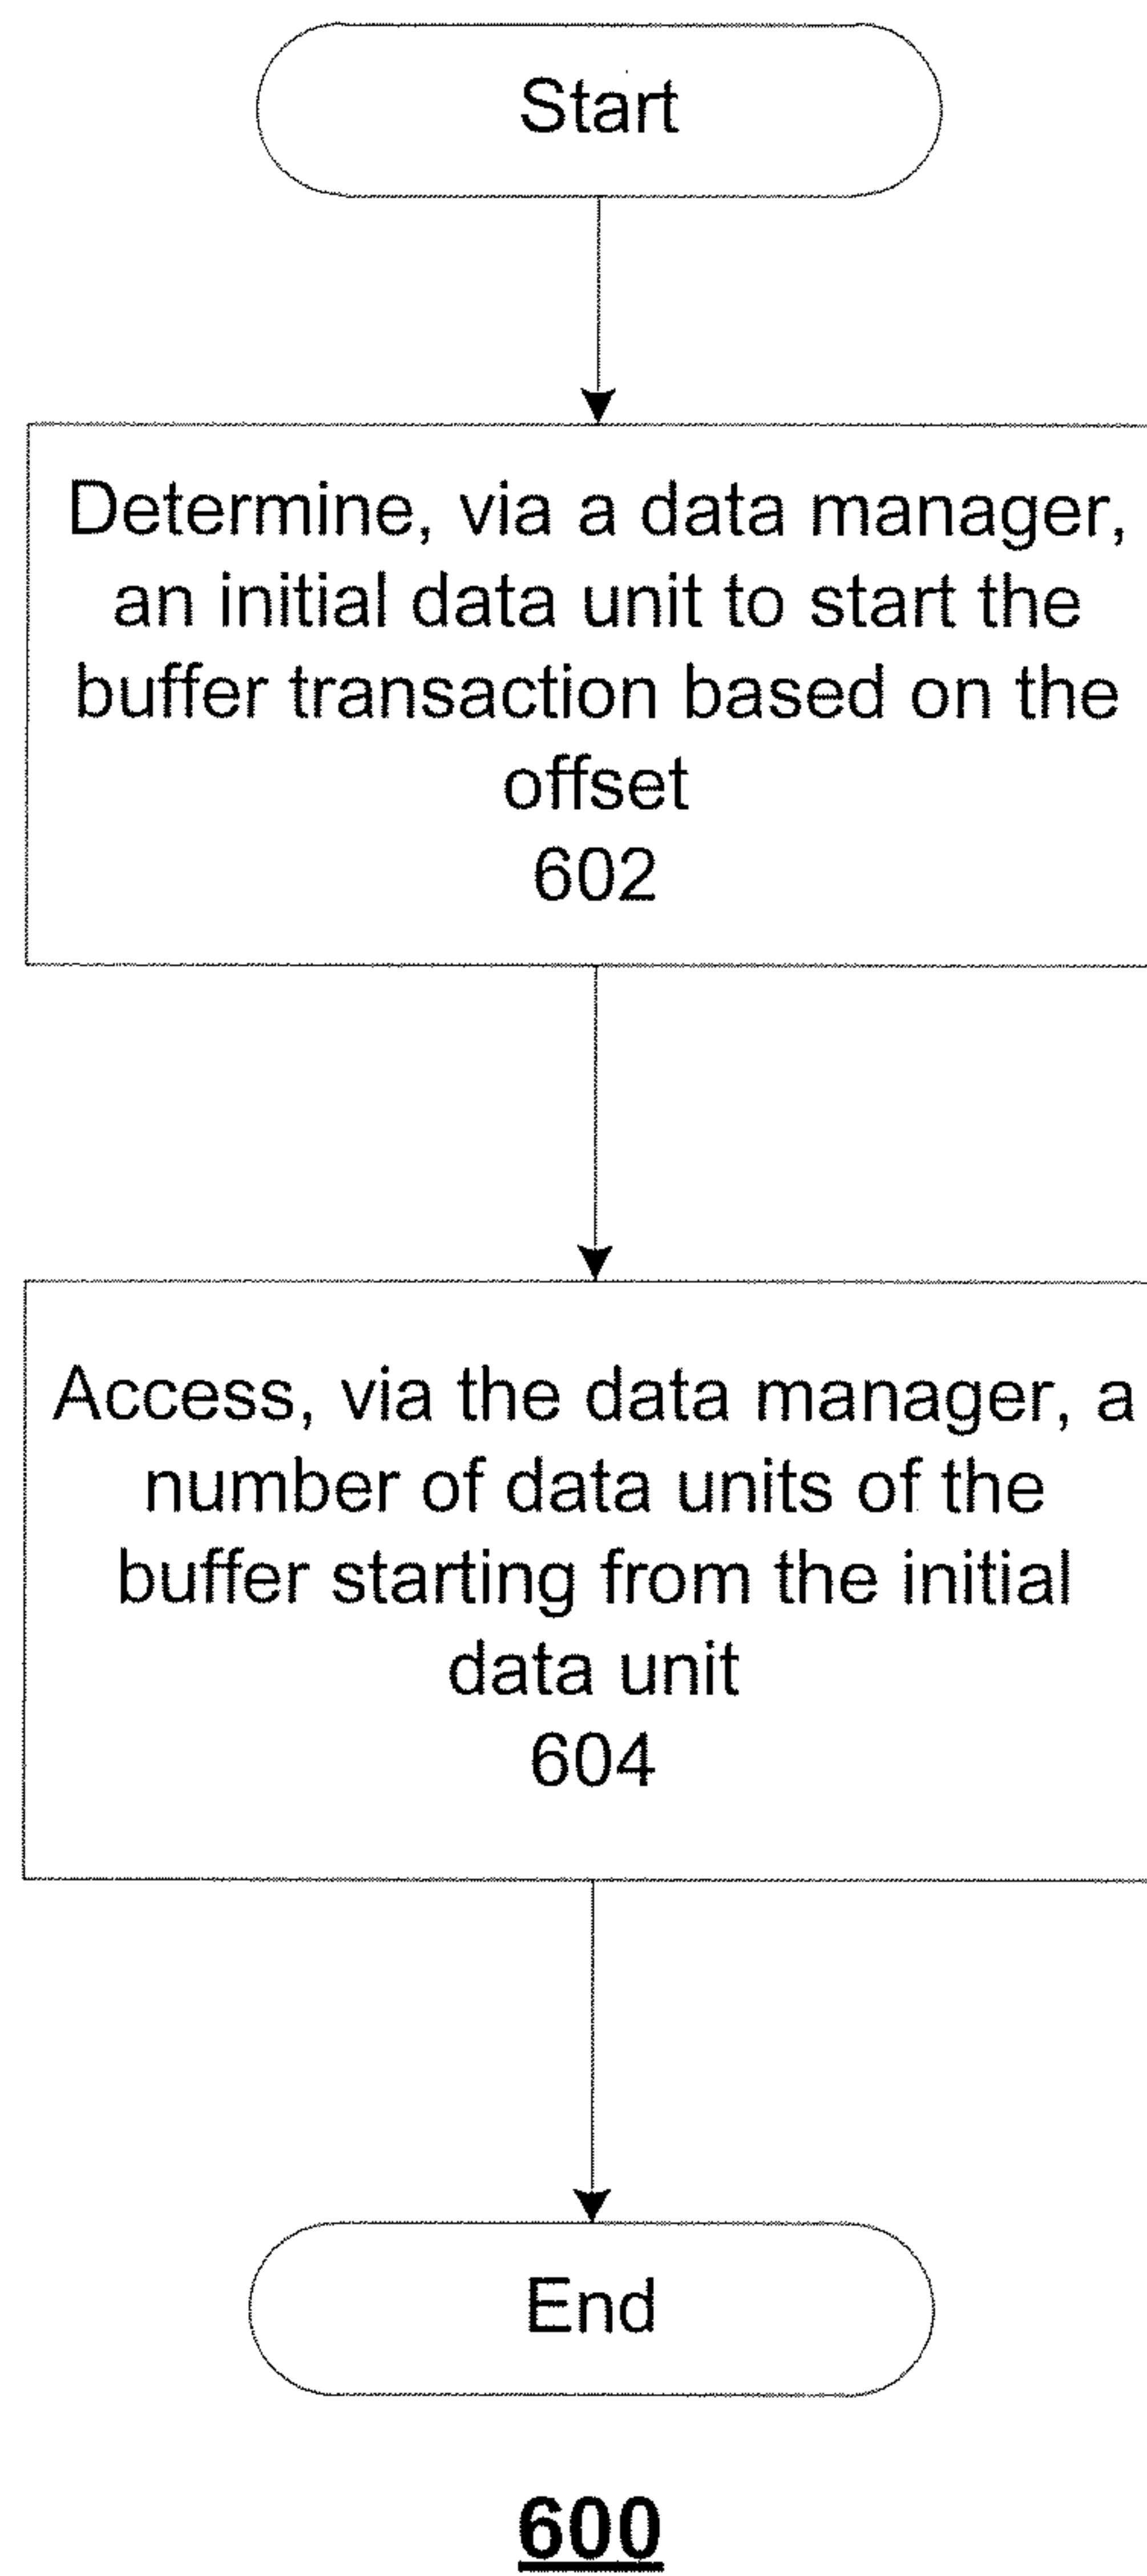 Start
Determine, via a data manager,
an initial data unit to start the
buffer transaction based on the
offset
602
Access, via the data manager, a
number of data units of the
buffer starting from the initial
data unit
604
End
600